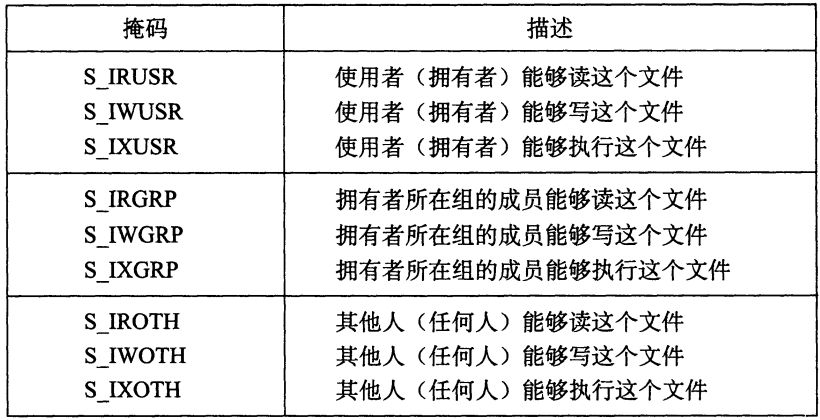 掩码 描述
S_IRUSR 使用者（拥有者）能够读这个文件
S_IWUSR 使用者（拥有者）能够写这个文件
S_IXUSR 使用者（拥有者）能够执行这个文件
S_IRGRP 拥有者所在组的成员能够读这个文件
S_IWGRP 拥有者所在组的成员能够写这个文件
S_IXGRP 拥有者所在组的成员能够执行这个文件
S_IROTH 其他人（任何人）能够读这个文件
S_IWOTH 其他人（任何人）能够写这个文件
S_IXOTH 其他人（任何人）能够执行这个文件